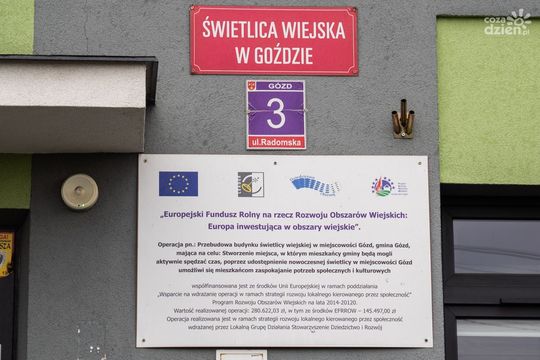 cozadzien.pl
ŚWIETLICA WIEJSKA
W GOŹDZIE
GÓZD
3
ul.Radomska
„Europejski Fundusz Rolny na rzecz Rozwoju Obszarów Wiejskich:
Europa inwestująca w obszary wiejskie”.
Operacja pn.: Przebudowa budynku świetlicy wiejskiej w miejscowości Gózd, gmina Gózd,
mająca na celu: Stworzenie miejsca, w którym mieszkańcy gminy będą mogli
aktywnie spędzać czas, poprzez udostępnienie nowoczesnej świetlicy w miejscowości Gózd
umożliwi się mieszkańcom zaspokajanie potrzeb społecznych i kulturowych
współfinansowana jest ze środków Unii Europejskiej w ramach poddziałania
„Wsparcie na wdrażanie operacji w ramach strategii rozwoju lokalnego kierowanego przez społeczność”
Program Rozwoju Obszarów Wiejskich na lata 2014-20120.
Wartość realizowanej operacji: 280.622,03 zł, w tym ze środków EFRROW – 145.497,00 zł
Operacja realizowana jest w ramach strategii rozwoju lokalnego kierowanego przez społeczność
wdrażanej przez Lokalną Grupę Działania Stowarzyszenie Dziedzictwo i Rozwój